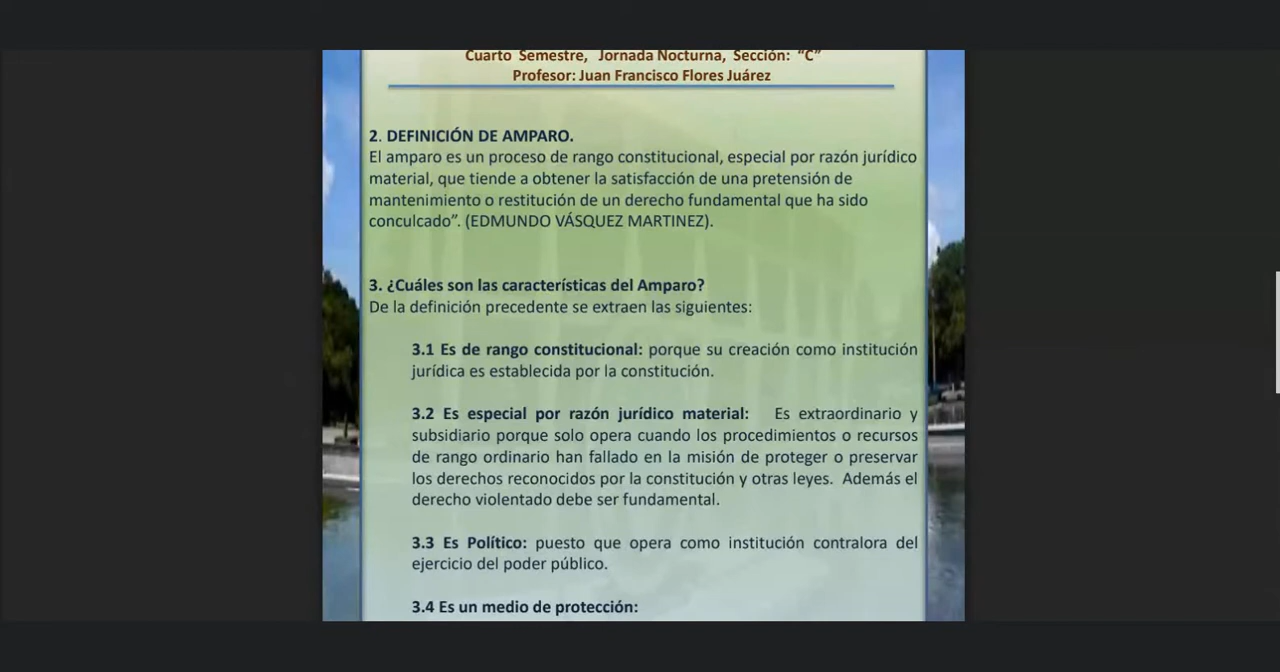 Cuarto Semestre, Jornada Nocturna, Sección: “C”
Profesor: Juan Francisco Flores Juárez
2. DEFINICIÓN DE AMPARO.
El amparo es un proceso de rango constitucional, especial por razón jurídico
material, que tiende a obtener la satisfacción de una pretensión de
mantenimiento o restitución de un derecho fundamental que ha sido
conculcado”. (EDMUNDO VÁSQUEZ MARTINEZ).
3. ¿Cuáles son las características del Amparo?
De la definición precedente se extraen las siguientes:
3.1 Es de rango constitucional: porque su creación como institución
jurídica es establecida por la constitución.
3.2 Es especial por razón jurídico material: Es extraordinario y
subsidiario porque solo opera cuando los procedimientos o recursos
de rango ordinario han fallado en la misión de proteger o preservar
los derechos reconocidos por la constitución y otras leyes. Además el
derecho violentado debe ser fundamental.
3.3 Es Político: puesto que opera como institución contralora del
ejercicio del poder público.
3.4 Es un medio de protección: